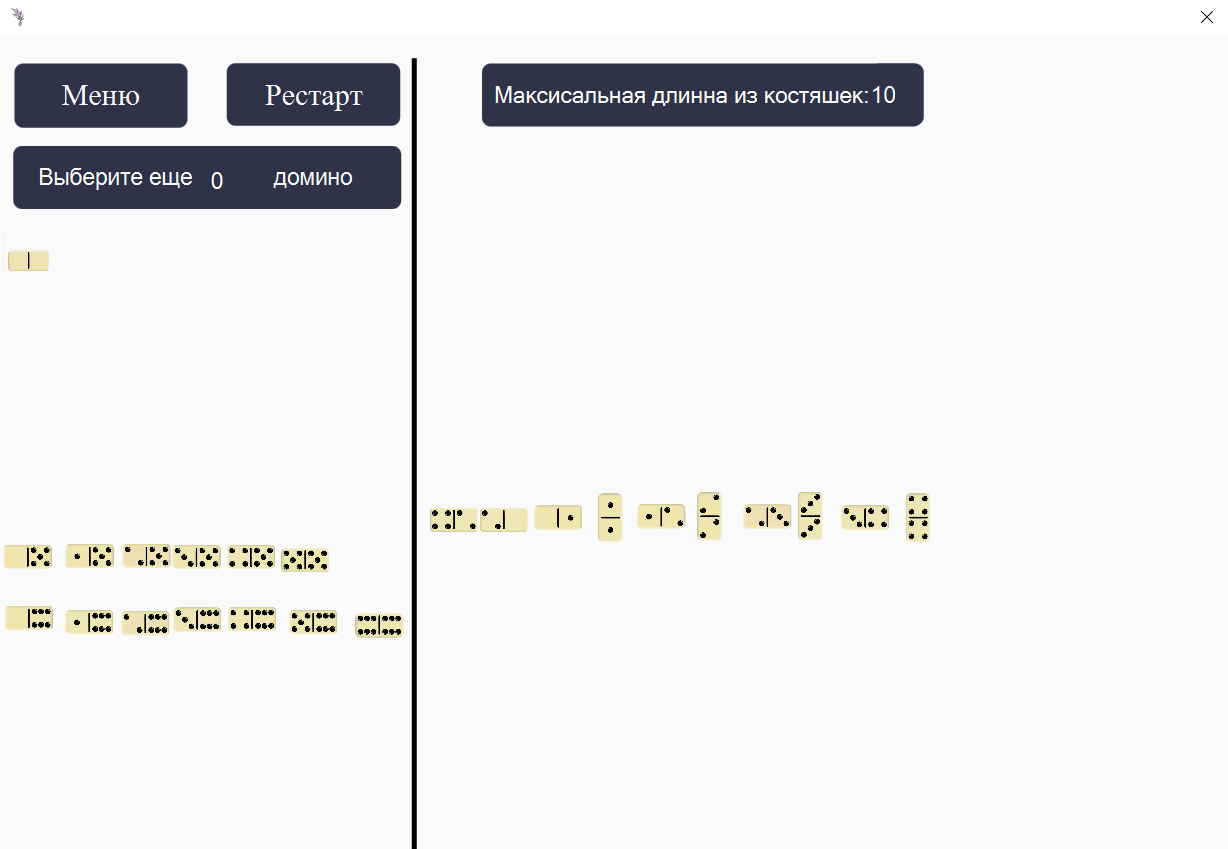 Меню
Рестарт
Максисальная длинна из костяшек:10
Выберите еще 0 домино